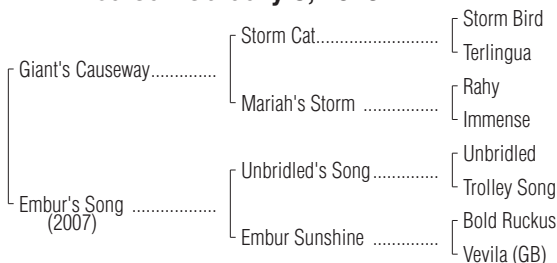 Storm Bird
Storm Cat..........................
Terlingua
Giant's Causeway..............
Rahy
Mariah's Storm ................
Immense
Unbridled
Unbridled's Song..............
Trolley Song
Embur's Song ..................
(2007)
Bold Ruckus
Embur Sunshine ..............
Vevila (GB)